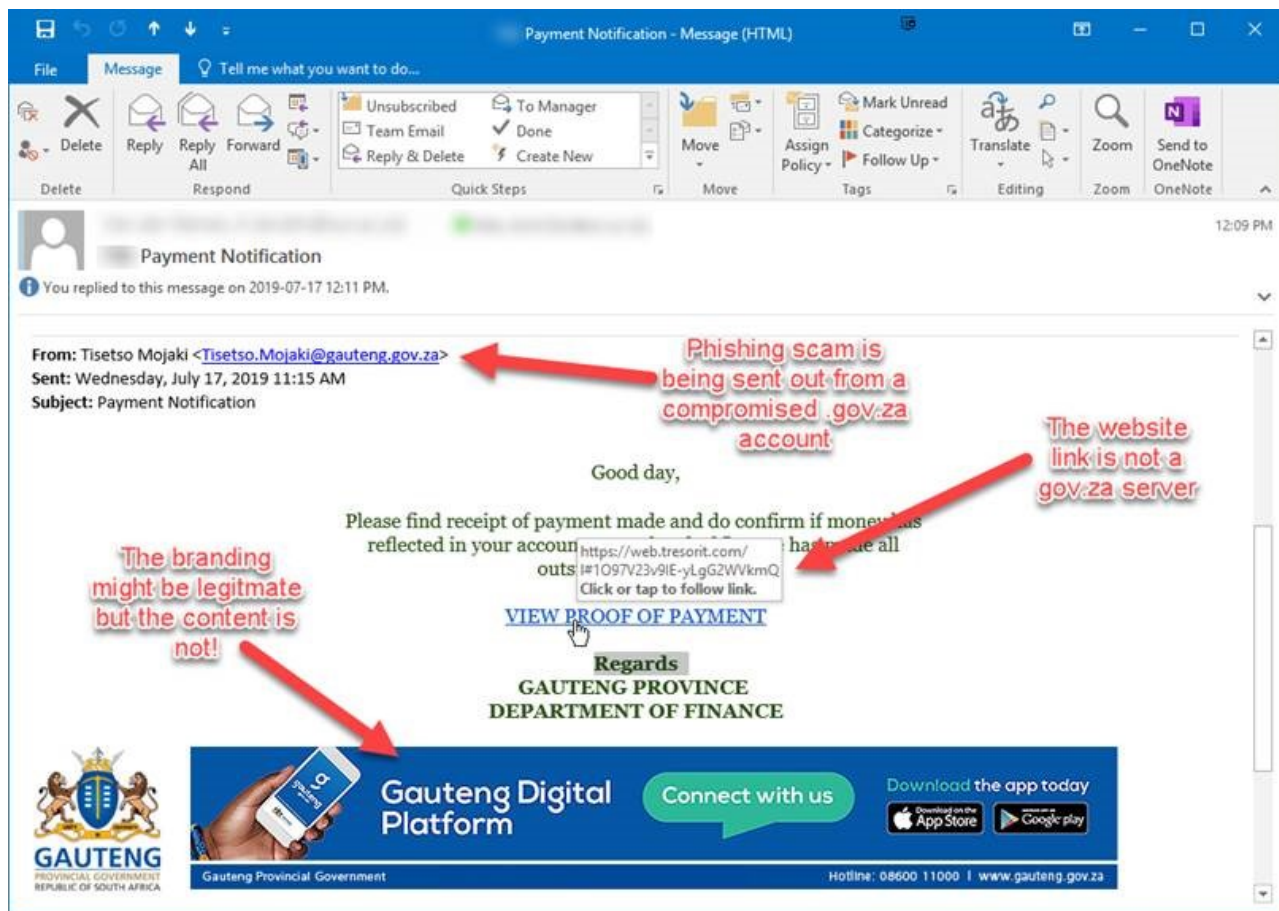 Payment Notification - Message (HTML)
File Message Tell me what you want to do...
Delete
Reply
Reply All
Forward
Unsubscribed
Team Email
Reply & Delete
To Manager
Done
Create New
Move
Assign Policy
Mark Unread
Categorize
Follow Up
Translate
Zoom
Send to OneNote
Delete Respond Quick Steps Move Tags Editing Zoom OneNote
12:09 PM
Payment Notification
You replied to this message on 2019-07-17 12:11 PM.
From: Tisetso Mojaki <Tisetso.Mojaki@gauteng.gov.za>
Sent: Wednesday, July 17, 2019 11:15 AM
Subject: Payment Notification
Phishing scam is
being sent out from a
compromised .gov.za
account
The website
link is not a
gov.za server
Good day,
Please find receipt of payment made and do confirm if money has
reflected in your account
all
https://web.tresorit.com/
Click or tap to follow link.
VIEW PROOF OF PAYMENT
The branding
might be legitmate
but the content is
not!
Regards
GAUTENG PROVINCE
DEPARTMENT OF FINANCE
GAUTENG
PROVINCIAL GOVERNMENT
REPUBLIC OF SOUTH AFRICA
gauteng
Gauteng Digital
Platform
Connect with us
Download the app today
Download on the
App Store
Google play
Gauteng Provincial Government
Hotline: 08600 11000 | www.gauteng.gov.za